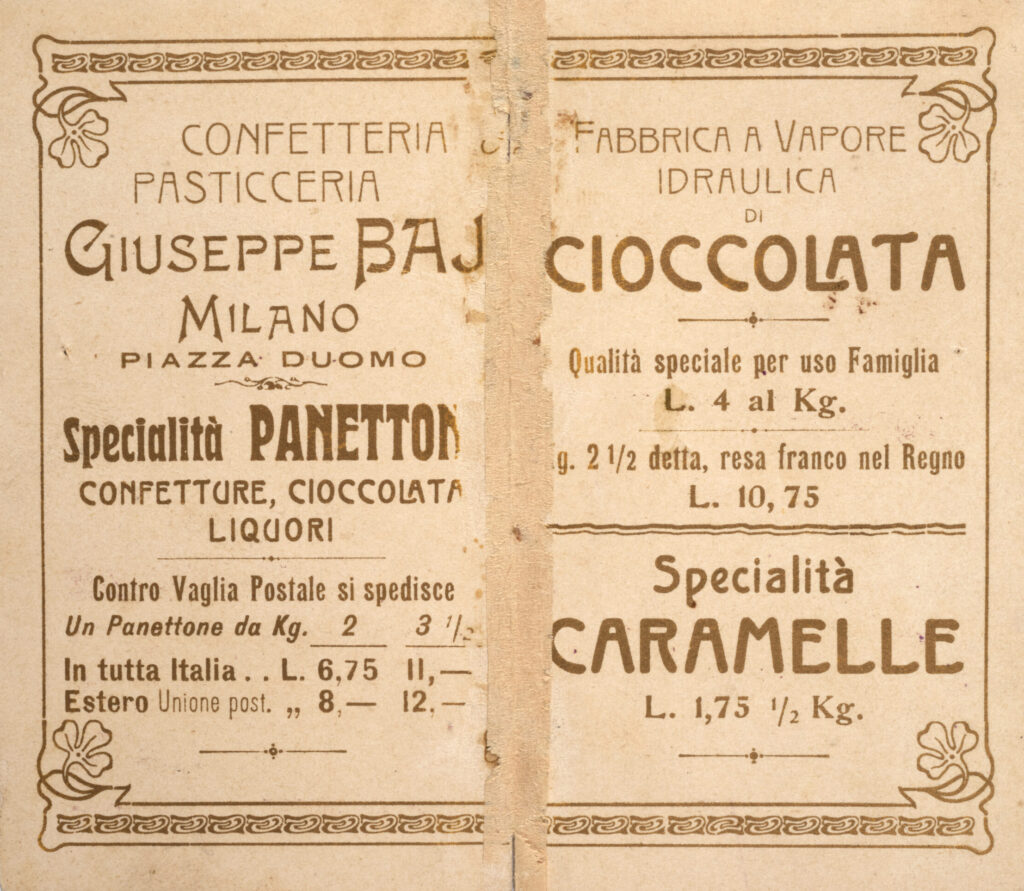 CONFETTERIA
PASTICCERIA
GIUSEPPE BAJ
MILANO
PIAZZA DUOMO
Specialità PANETTON
CONFETTURE, CIOCCOLATA
LIQUORI
Contro Vaglia Postale si spedisce
Un Panettone da Kg. 2 3 1/2
In tutta Italia . . L. 6,75 11,—
Estero Unione post. „ 8,— 12,—
FABBRICA A VAPORE
IDRAULICA
DI
CIOCCOLATA
Qualità speciale per uso Famiglia
L. 4 al Kg.
g. 2 1/2 detta, resa franco nel Regno
L. 10,75
Specialità
CARAMELLE
L. 1,75 1/2 Kg.